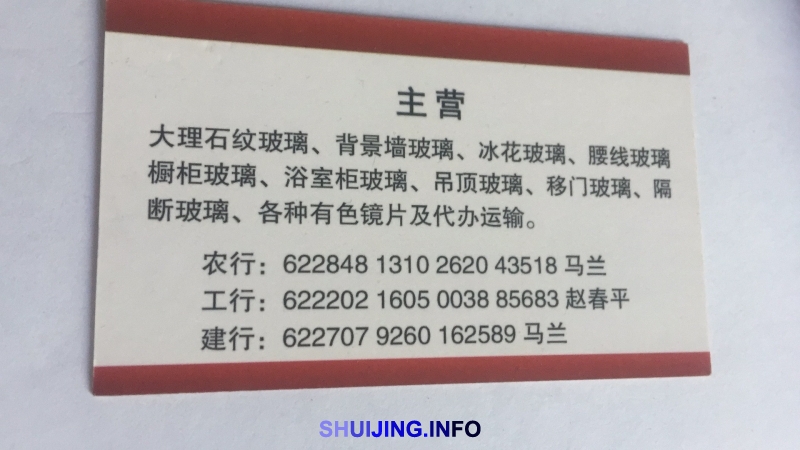 主营
大理石纹玻璃、背景墙玻璃、冰花玻璃、腰线玻璃
橱柜玻璃、浴室柜玻璃、吊顶玻璃、移门玻璃、隔
断玻璃、各种有色镜片及代办运输。
农行：622848 1310 2620 43518 马兰
工行：622202 1605 0038 85683 赵春平
建行：622707 9260 162589 马兰
SHUIJING.INFO